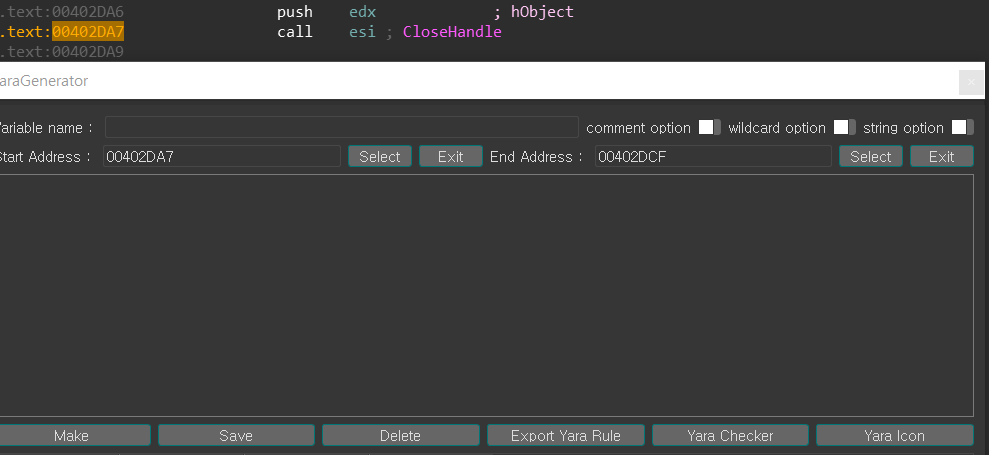 .text:00402DA6 push edx ; hObject
.text:00402DA7 call esi ; CloseHandle
.text:00402DA9
araGenerator ×
ariable name : comment option wildcard option string option
Start Address : 00402DA7 Select Exit End Address : 00402DCF Select Exit
Make Save Delete Export Yara Rule Yara Checker Yara Icon